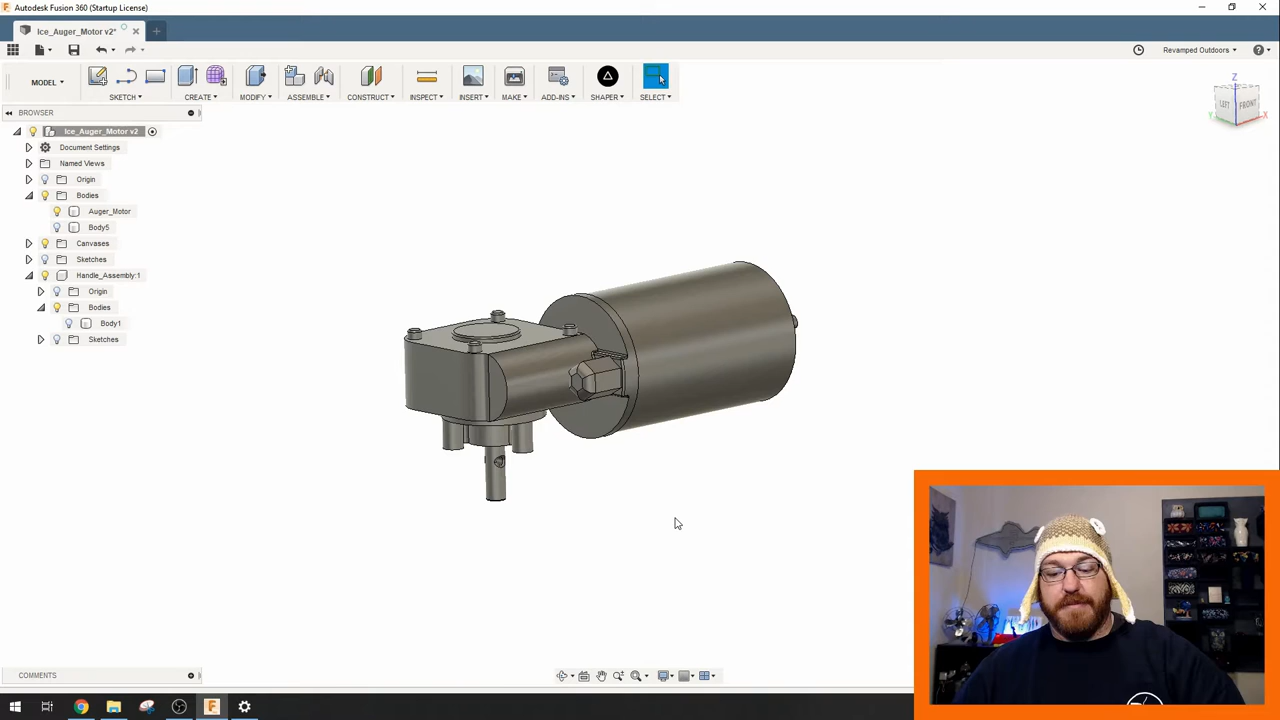 Autodesk Fusion 360 (Startup License)
Ice_Auger_Motor v2*
Revamped Outdoors
MODEL
SKETCH
CREATE
MODIFY
ASSEMBLE
CONSTRUCT
INSPECT
INSERT
MAKE
ADD-INS
SHAPER
SELECT
BROWSER
Ice_Auger_Motor v2
Document Settings
Named Views
Origin
Bodies
Auger_Motor
Body5
Canvases
Sketches
Handle_Assembly:1
Origin
Bodies
Body1
Sketches
Z
LEFT
FRONT
Y
X
COMMENTS